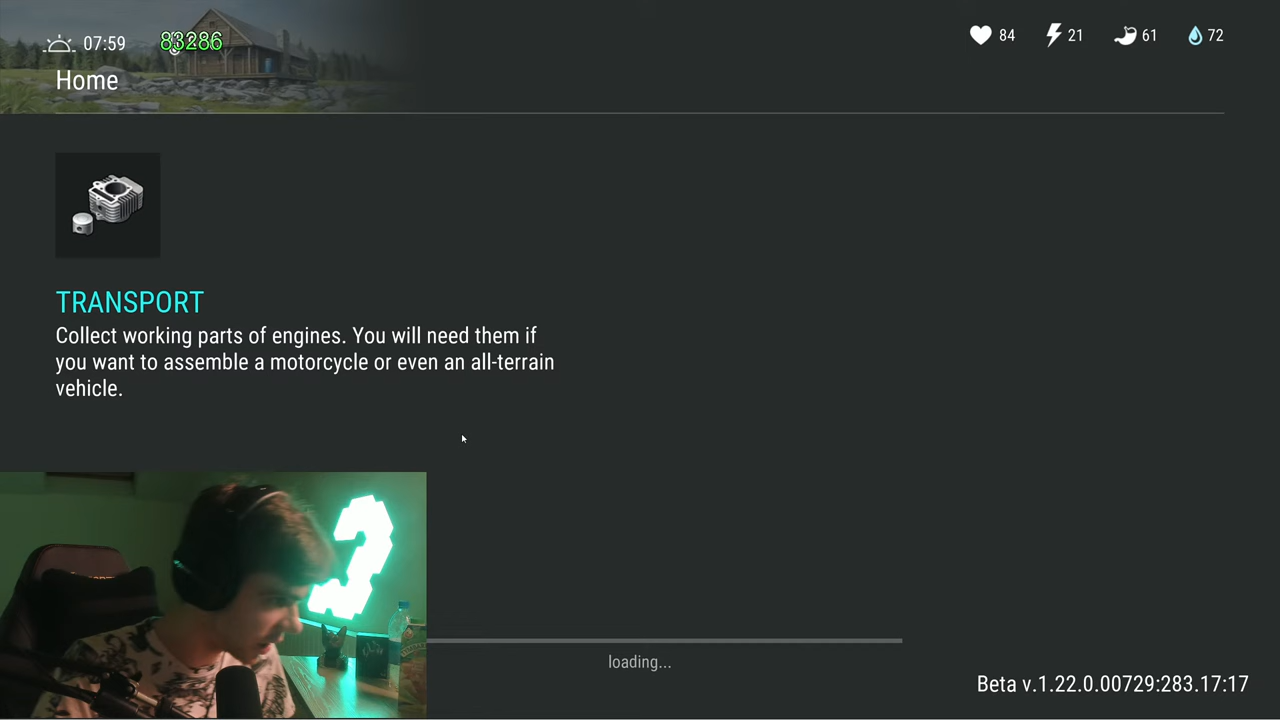 07:59
83286
84
21
61
72
Home
TRANSPORT
Collect working parts of engines. You will need them if
you want to assemble a motorcycle or even an all-terrain
vehicle.
loading...
Beta v.1.22.0.00729:283.17:17